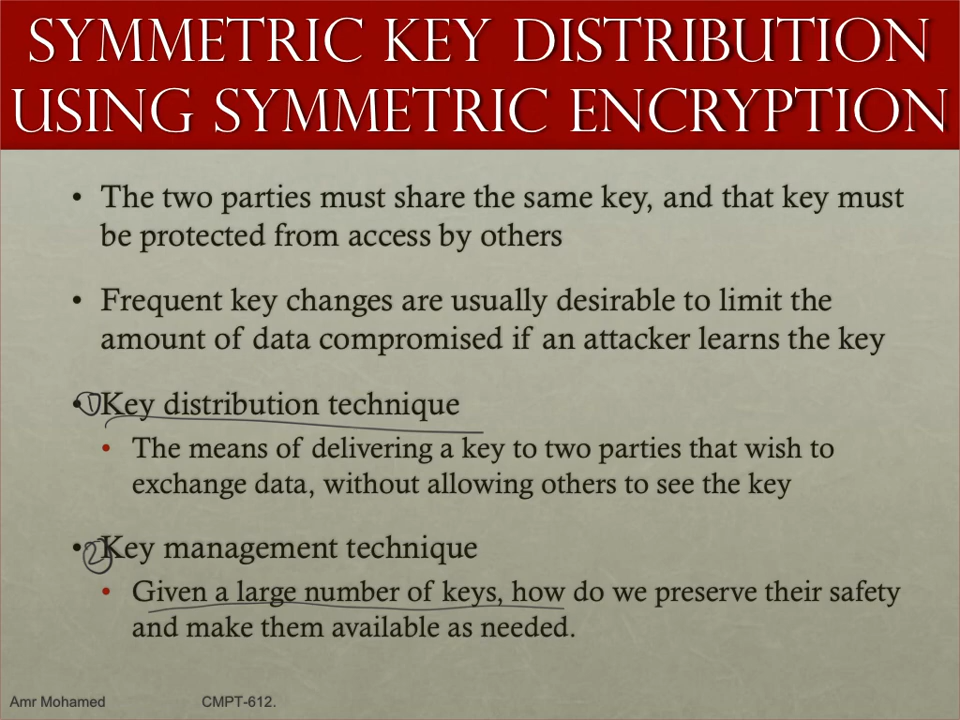 SYMMETRIC KEY DISTRIBUTION
USING SYMMETRIC ENCRYPTION
• The two parties must share the same key, and that key must
be protected from access by others
• Frequent key changes are usually desirable to limit the
amount of data compromised if an attacker learns the key
• 1 Key distribution technique
• The means of delivering a key to two parties that wish to
exchange data, without allowing others to see the key
• 2 Key management technique
• Given a large number of keys, how do we preserve their safety
and make them available as needed.
Amr Mohamed CMPT-612.